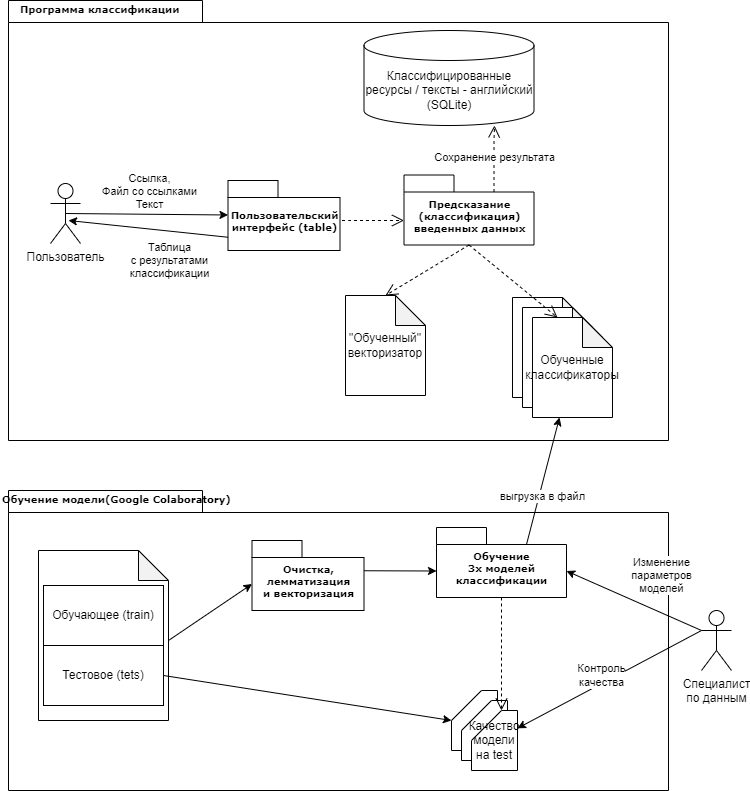 Программа классификации
Классифицированные
ресурсы / тексты - английский
(SQLite)
Сохранение результата
Ссылка,
Файл со ссылками
Текст
Пользовательский
интерфейс (table)
Предсказание
(классификация)
введенных данных
Пользователь
Таблица
с результатами
классификации
"Обученный"
векторизатор
Обученные
классификаторы
выгрузка в файл
Обучение модели(Google Colaboratory)
Обучающее (train)
Тестовое (tets)
Очистка,
лемматизация
и векторизация
Обучение
3х моделей
классификации
Изменение
параметров
моделей
Контроль
качества
Специалист
по данным
Качество
модели
на test